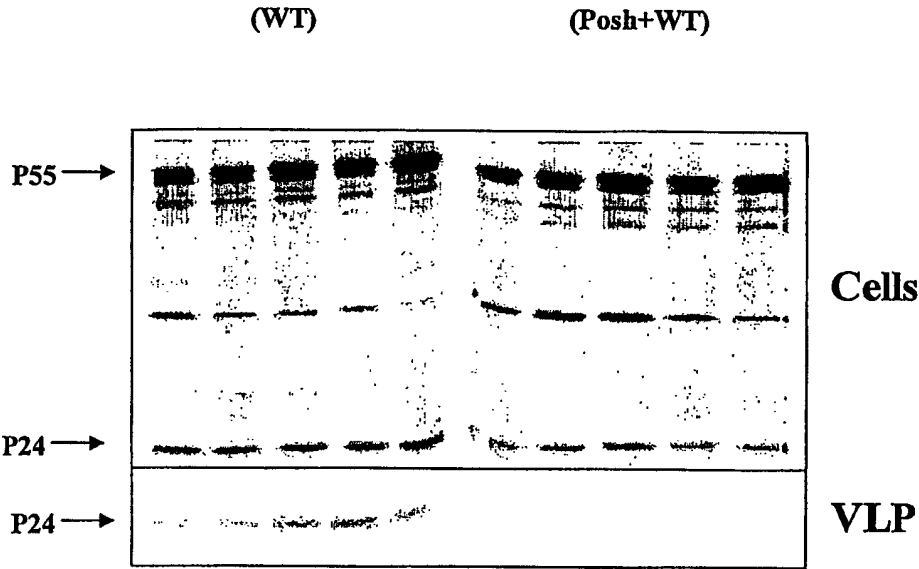 (WT)
(Posh+WT)
P55
Cells
P24
P24
VLP